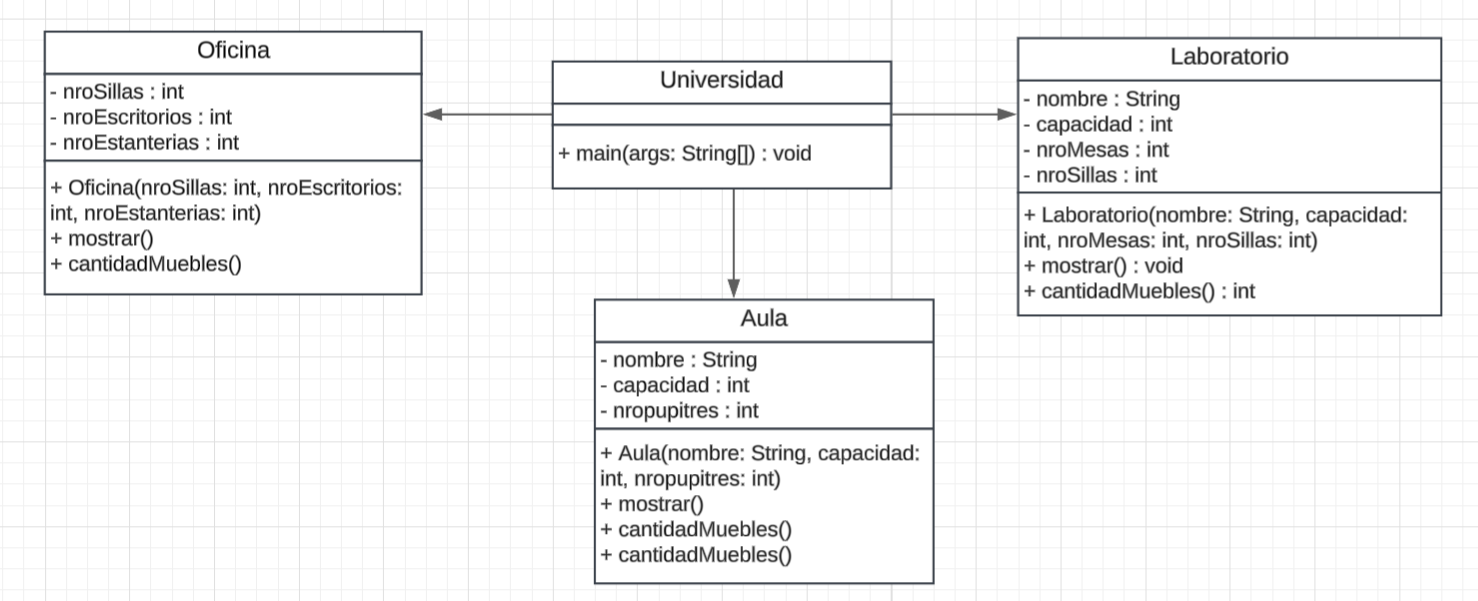 Oficina
- nroSillas : int
- nroEscritorios : int
- nroEstanterias : int
+ Oficina(nroSillas: int, nroEscritorios:
int, nroEstanterias: int)
+ mostrar()
+ cantidadMuebles()
Universidad
+ main(args: String[]) : void
Laboratorio
- nombre : String
- capacidad : int
- nroMesas : int
- nroSillas : int
+ Laboratorio(nombre: String, capacidad:
int, nroMesas: int, nroSillas: int)
+ mostrar() : void
+ cantidadMuebles() : int
Aula
- nombre : String
- capacidad : int
- nropupitres : int
+ Aula(nombre: String, capacidad:
int, nropupitres: int)
+ mostrar()
+ cantidadMuebles()
+ cantidadMuebles()